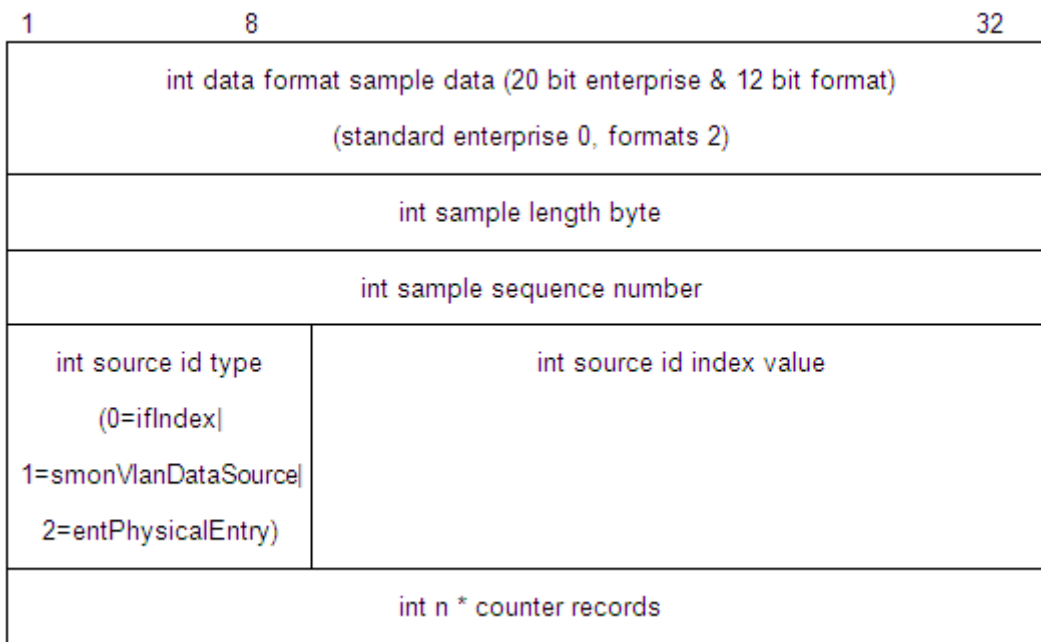 1 8 32
int data format sample data (20 bit enterprise & 12 bit format)
(standard enterprise 0, formats 2)
int sample length byte
int sample sequence number
int source id type
(0=ifIndex|
1=smonVlanDataSource|
2=entPhysicalEntry)
int source id index value
int n * counter records